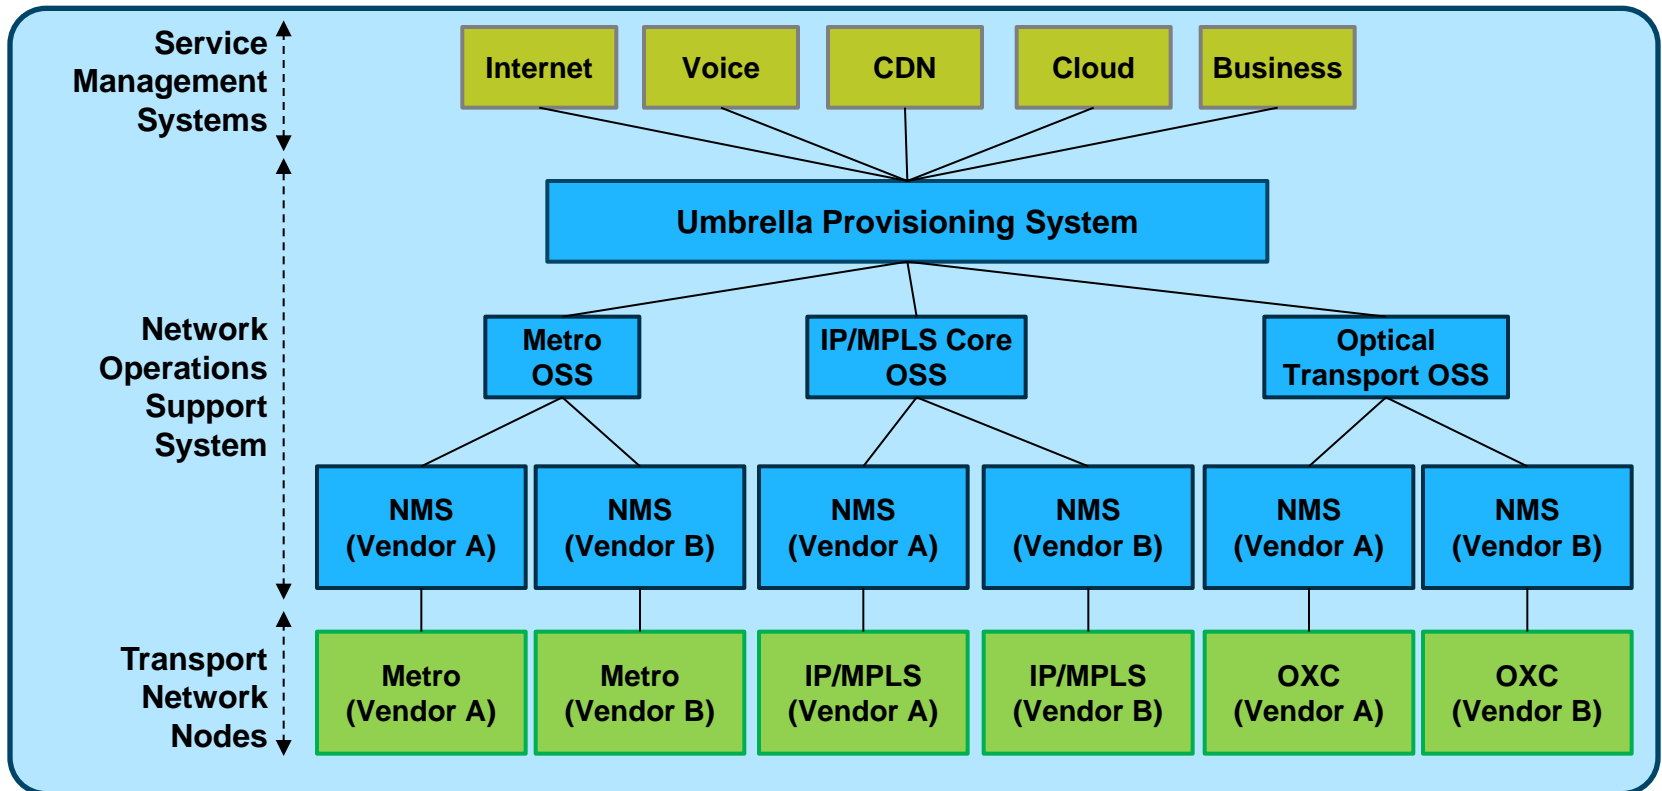 Service
Management
Systems
Internet
Voice
CDN
Cloud
Business
Umbrella Provisioning System
Network
Operations
Support
System
Metro
OSS
IP/MPLS Core
OSS
Optical
Transport OSS
NMS
(Vendor A)
NMS
(Vendor B)
NMS
(Vendor A)
NMS
(Vendor B)
NMS
(Vendor A)
NMS
(Vendor B)
Transport
Network
Nodes
Metro
(Vendor A)
Metro
(Vendor B)
IP/MPLS
(Vendor A)
IP/MPLS
(Vendor B)
OXC
(Vendor A)
OXC
(Vendor B)